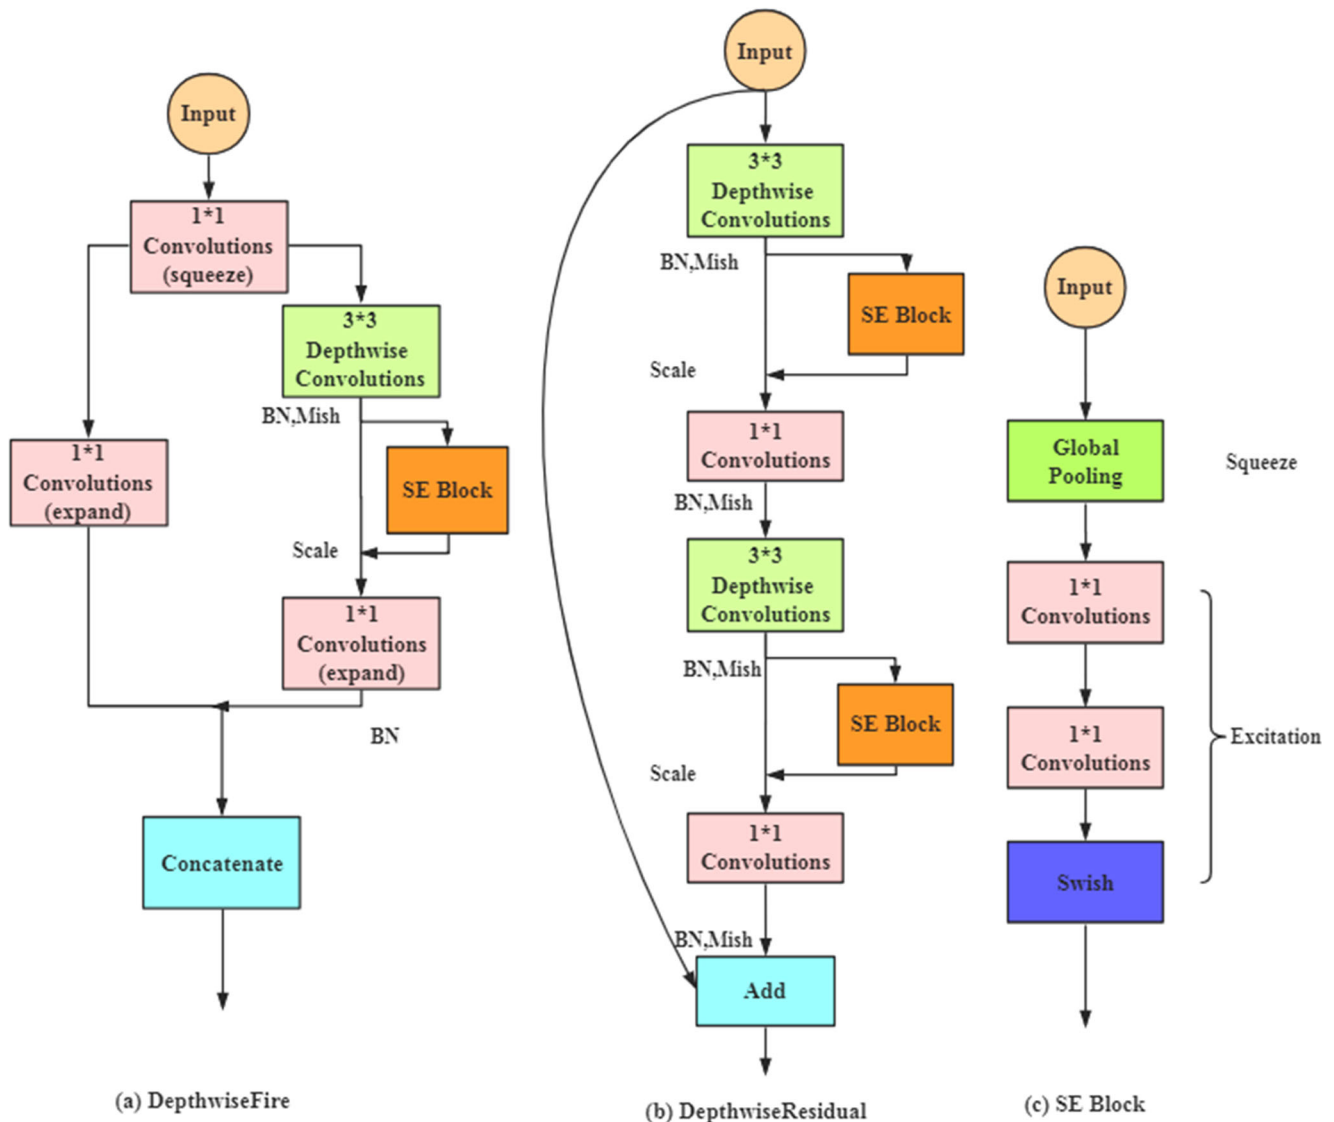 Input
1*1
Convolutions
(squeeze)
3*3
Depthwise
Convolutions
BN,Mish
SE Block
1*1
Convolutions
(expand)
Scale
1*1
Convolutions
(expand)
BN
Concatenate
(a) DepthwiseFire
Input
3*3
Depthwise
Convolutions
BN,Mish
SE Block
Scale
1*1
Convolutions
BN,Mish
3*3
Depthwise
Convolutions
BN,Mish
SE Block
Scale
1*1
Convolutions
BN,Mish
Add
(b) DepthwiseResidual
Input
Global
Pooling
Squeeze
1*1
Convolutions
1*1
Convolutions
Excitation
Swish
(c) SE Block